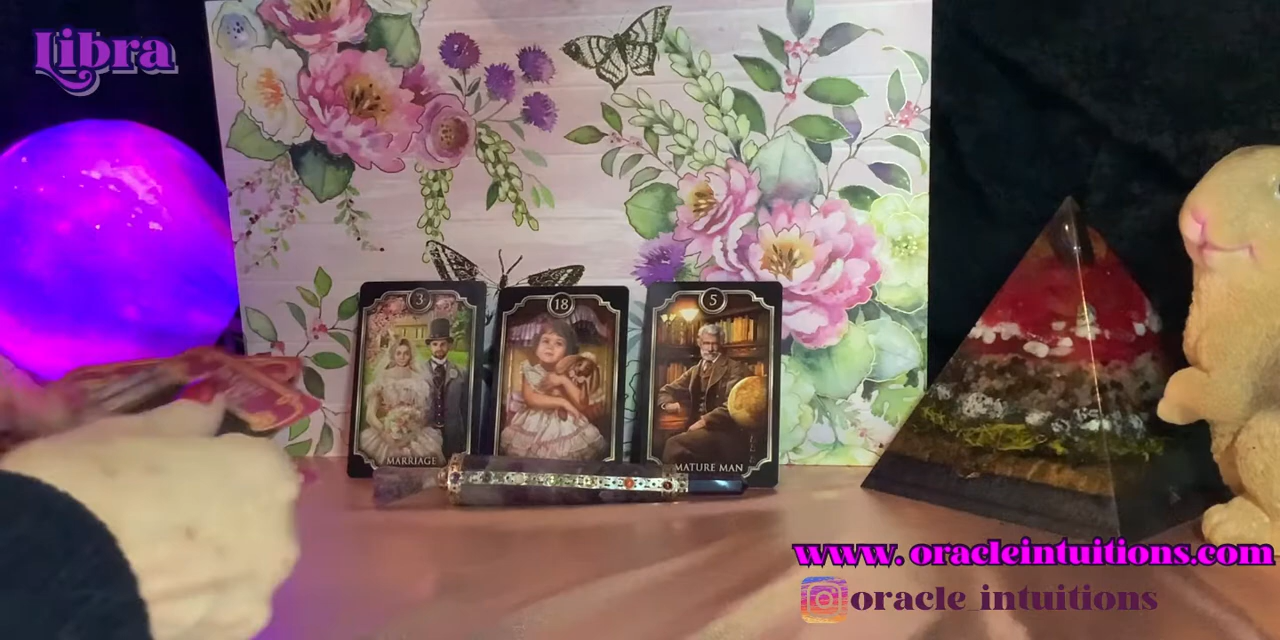 Libra
3
18
5
MARRIAGE
MATURE MAN
www.oracleintuitions.com
oracle_intuitions